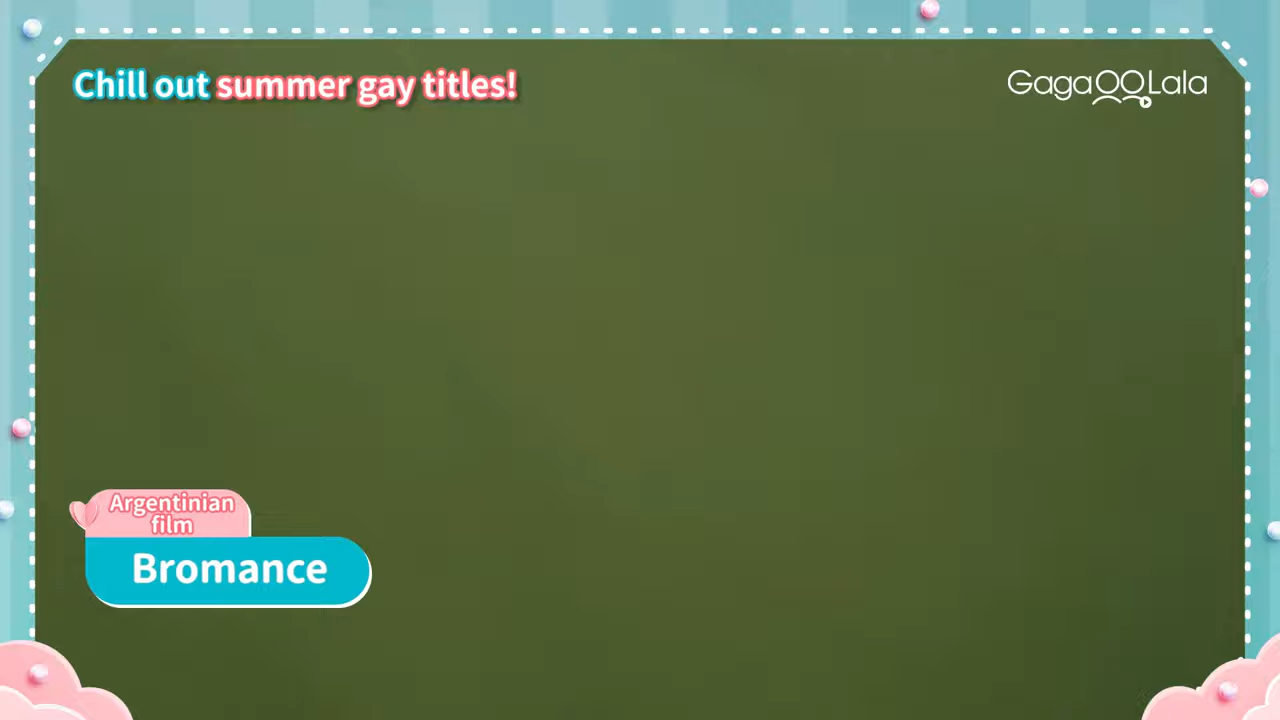 Chill out summer gay titles!
GagaOOLala
Argentinian
film
Bromance